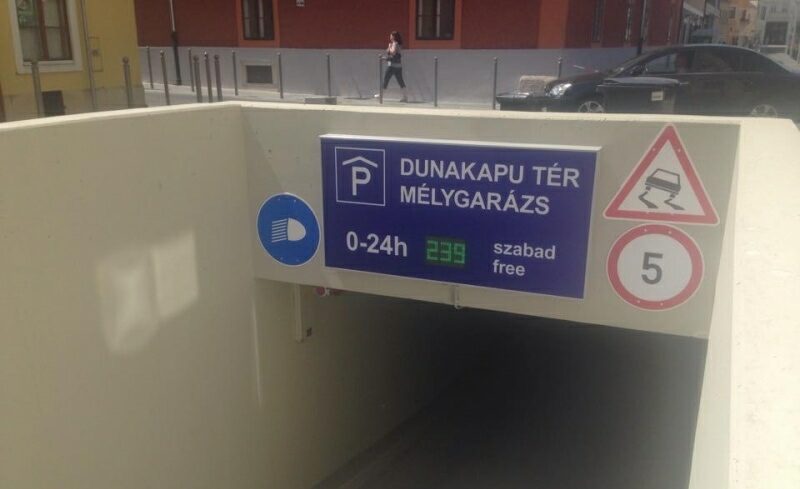 P
DUNAKAPU TÉR
MÉLYGARÁZS
0-24h 239 szabad
free
5